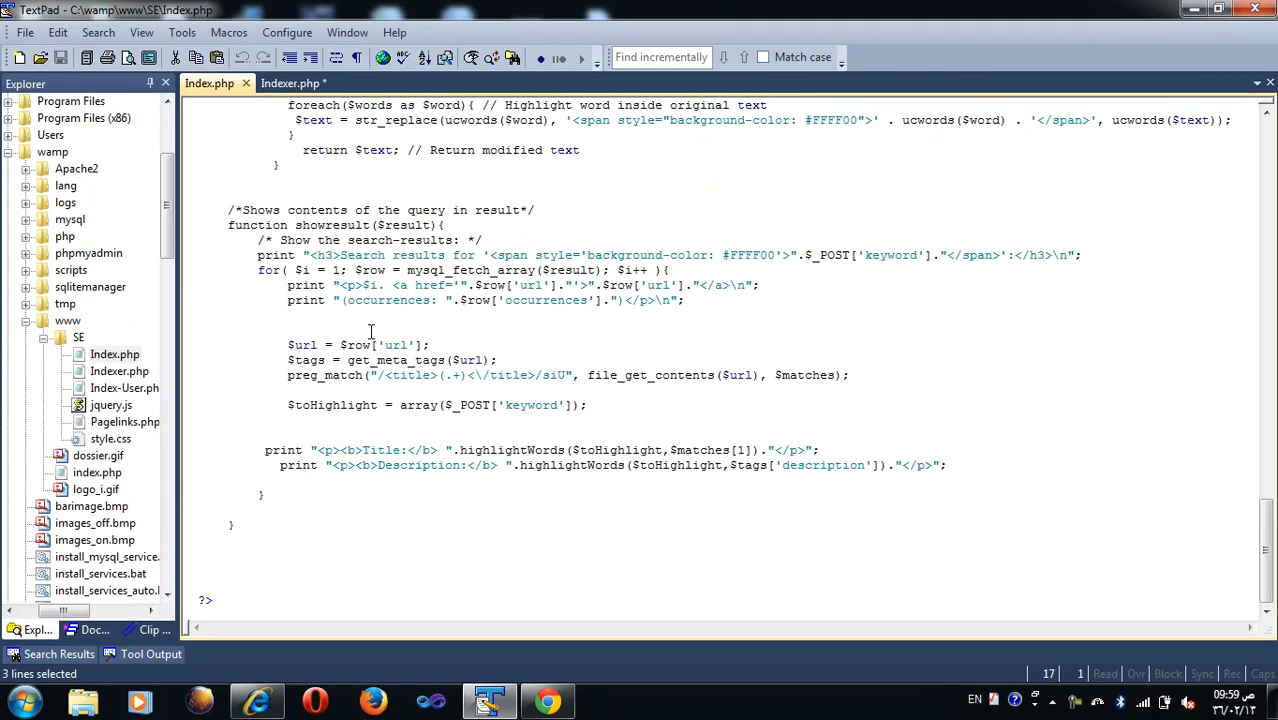 TextPad - C:\wamp\www\SE\Index.php
File Edit Search View Tools Macros Configure Window Help
Find incrementally Match case
Explorer
Index.php Indexer.php *
Program Files
Program Files (x86)
Users
wamp
Apache2
lang
logs
mysql
php
phpmyadmin
scripts
sqlitemanager
tmp
www
SE
Index.php
Indexer.php
Index-User.ph
jquery.js
Pagelinks.php
style.css
dossier.gif
index.php
logo_i.gif
barimage.bmp
images_off.bmp
images_on.bmp
install_mysql_service.
install_services.bat
install_services_auto.l
foreach($words as $word){ // Highlight word inside original text
$text = str_replace(ucwords($word), '<span style="background-color: #FFFF00">' . ucwords($word) . '</span>', ucwords($text));
}
return $text; // Return modified text
}
/*Shows contents of the query in result*/
function showresult($result){
/* Show the search-results: */
print "<h3>Search results for '<span style='background-color: #FFFF00'>".$_POST['keyword']."</span>':</h3>\n";
for( $i = 1; $row = mysql_fetch_array($result); $i++ ){
print "<p>$i. <a href='".$row['url']."'>".$row['url']."</a>\n";
print "(occurrences: ".$row['occurrences'].")</p>\n";
$url = $row['url'];
$tags = get_meta_tags($url);
preg_match("/<title>(.+)<\/title>/siU", file_get_contents($url), $matches);
$toHighlight = array($_POST['keyword']);
print "<p><b>Title:</b> ".highlightWords($toHighlight,$matches[1])."</p>";
print "<p><b>Description:</b> ".highlightWords($toHighlight,$tags['description'])."</p>";
}
}
?>
Expl... Doc... Clip ...
Search Results Tool Output
3 lines selected 17 1 Read Ovr Block Sync Rec Caps
EN 09:59 ص
٣٦/٠٢/١٣